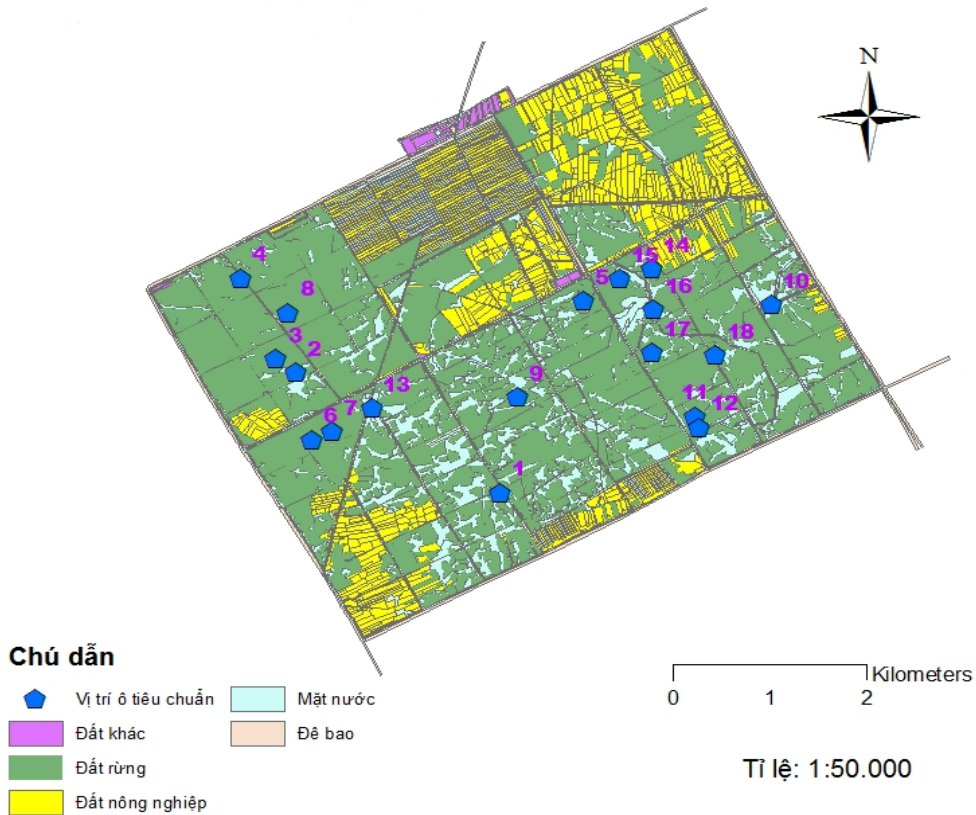 N
4
14
15
8
5
10
16
17
18
3
2
9
13
7
11
12
6
1
Chú dẫn
Vị trí ô tiêu chuẩn
Mặt nước
Đất khác
Đê bao
Đất rừng
Đất nông nghiệp
Kilometers
0 1 2
Tỉ lệ: 1:50.000